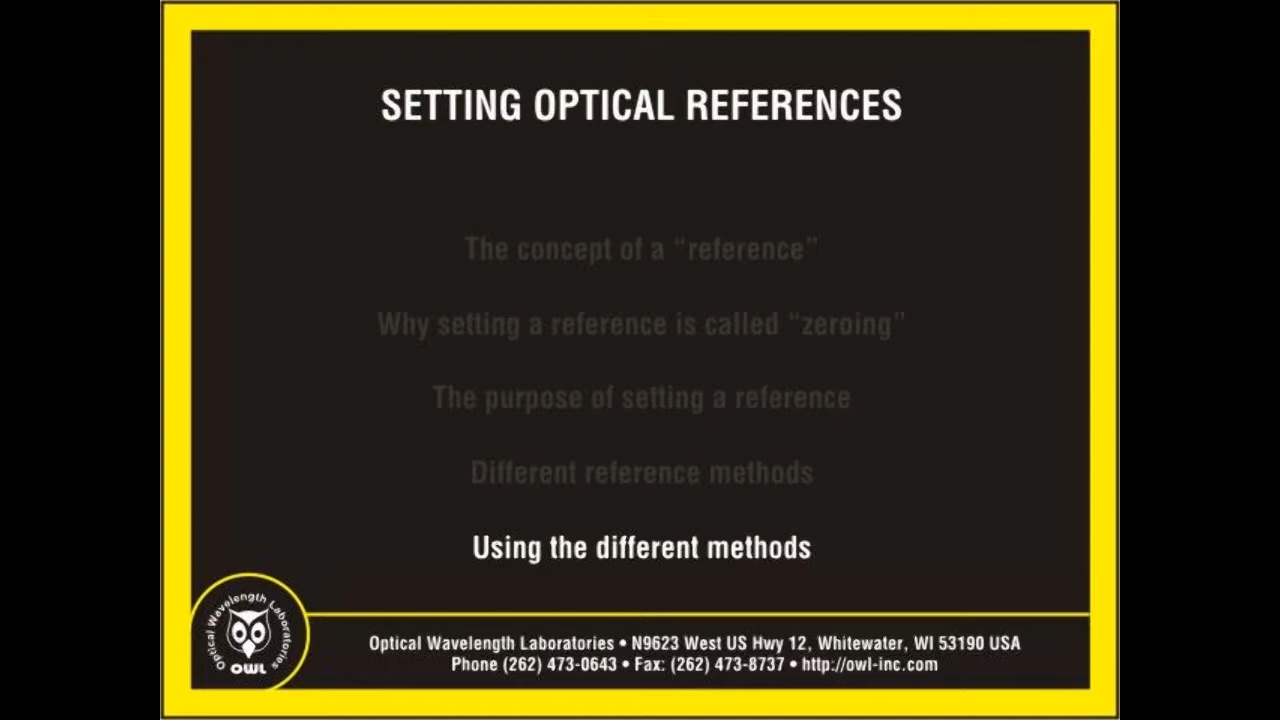 SETTING OPTICAL REFERENCES
The concept of a “reference”
Why setting a reference is called “zeroing”
The purpose of setting a reference
Different reference methods
Using the different methods
Optical Wavelength Laboratories
OWL
Optical Wavelength Laboratories • N9623 West US Hwy 12, Whitewater, WI 53190 USA
Phone (262) 473-0643 • Fax: (262) 473-8737 • http://owl-inc.com